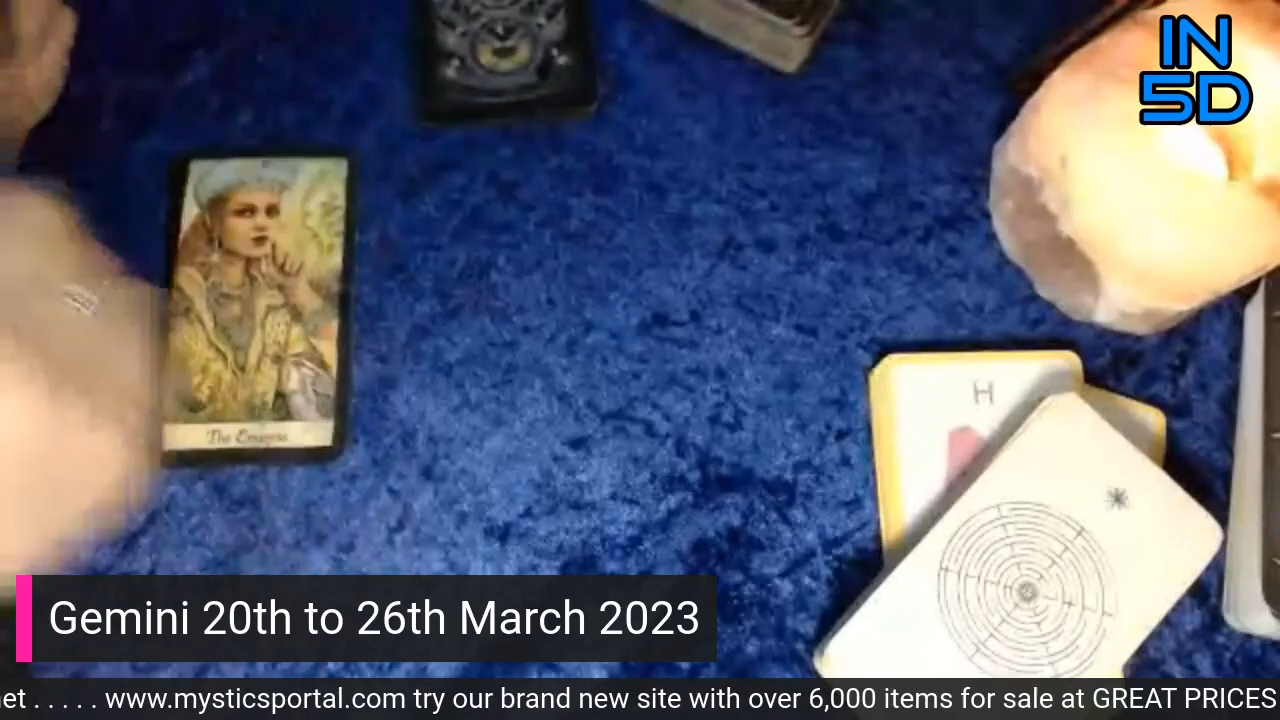 IN
5D
The Empress
H
Gemini 20th to 26th March 2023
net . . . . . www.mysticsportal.com try our brand new site with over 6,000 items for sale at GREAT PRICES